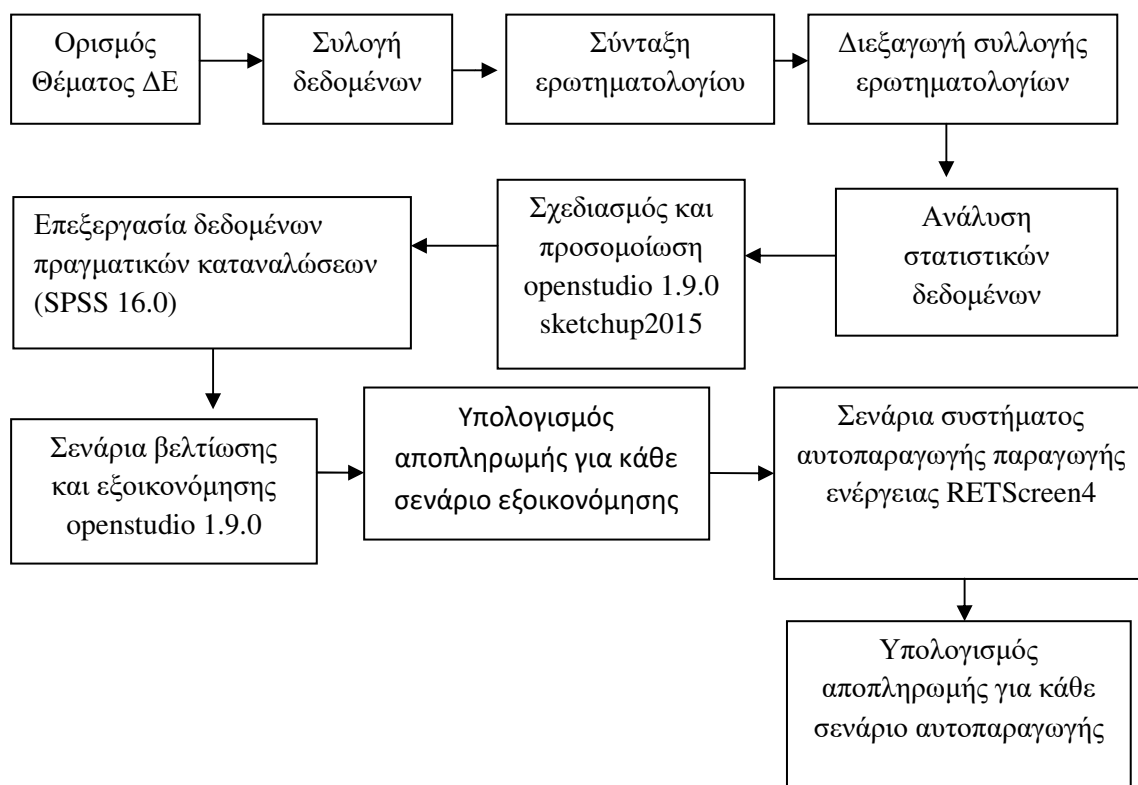 Ορισμός
Θέματος ΔΕ
Συλογή
δεδομένων
Σύνταξη
ερωτηματολογίου
Διεξαγωγή συλλογής
ερωτηματολογίων
Ανάλυση
στατιστικών
δεδομένων
Σχεδιασμός και
προσομοίωση
openstudio 1.9.0
sketchup2015
Επεξεργασία δεδομένων
πραγματικών καταναλώσεων
(SPSS 16.0)
Σενάρια βελτίωσης
και εξοικονόμησης
openstudio 1.9.0
Υπολογισμός
αποπληρωμής για κάθε
σενάριο εξοικονόμησης
Σενάρια συστήματος
αυτοπαραγωγής παραγωγής
ενέργειας RETScreen4
Υπολογισμός
αποπληρωμής για κάθε
σενάριο αυτοπαραγωγής